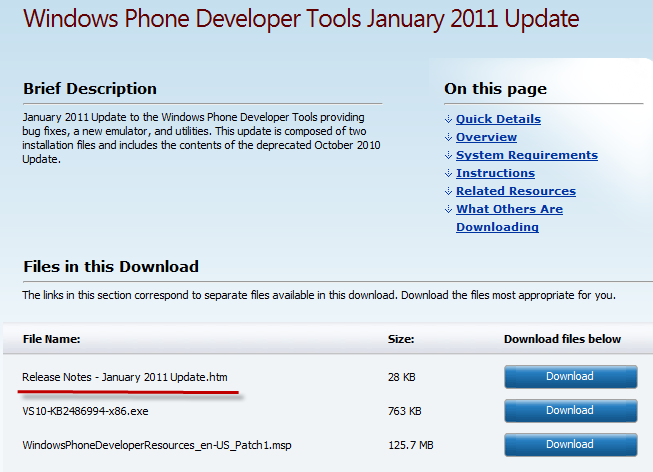 Windows Phone Developer Tools January 2011 Update
Brief Description
January 2011 Update to the Windows Phone Developer Tools providing
bug fixes, a new emulator, and utilities. This update is composed of two
installation files and includes the contents of the deprecated October 2010
Update.
On this page
Quick Details
Overview
System Requirements
Instructions
Related Resources
What Others Are
Downloading
Files in this Download
The links in this section correspond to separate files available in this download. Download the files most appropriate for you.
File Name: Size: Download files below
Release Notes - January 2011 Update.htm 28 KB Download
VS10-KB2486994-x86.exe 763 KB Download
WindowsPhoneDeveloperResources_en-US_Patch1.msp 125.7 MB Download